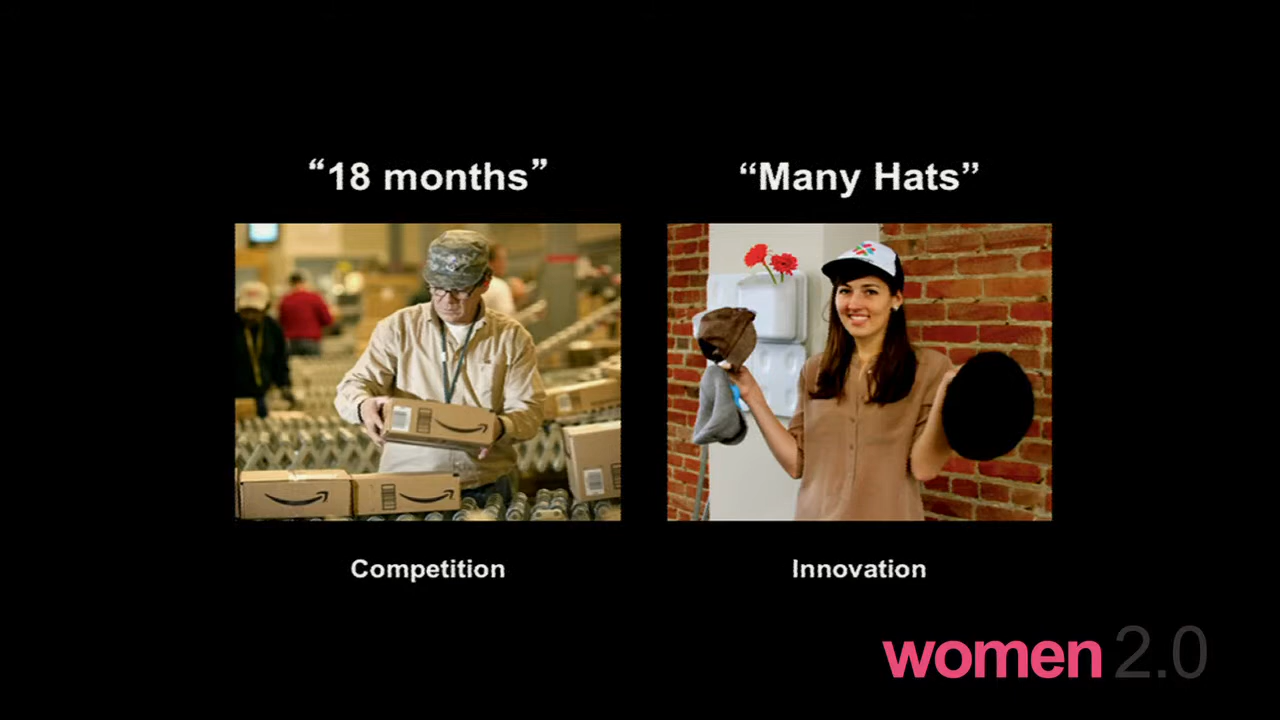 “18 months”
“Many Hats”
Competition
Innovation
women 2.0